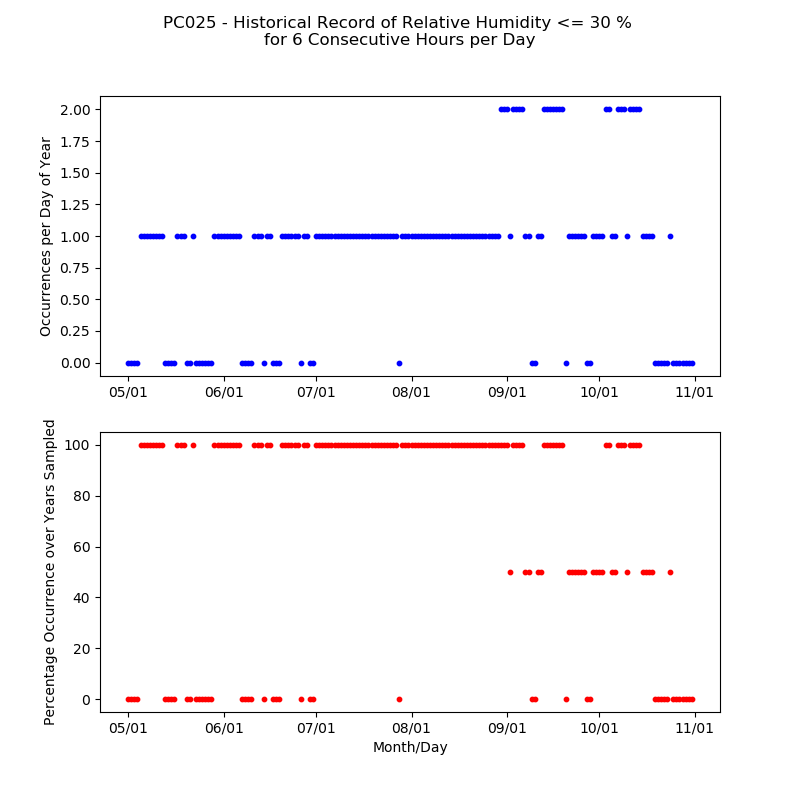 PC025 - Historical Record of Relative Humidity <= 30 %
for 6 Consecutive Hours per Day
Occurrences per Day of Year
2.00
1.75
1.50
1.25
1.00
0.75
0.50
0.25
0.00
05/01 06/01 07/01 08/01 09/01 10/01 11/01
Percentage Occurrence over Years Sampled
100
80
60
40
20
0
05/01 06/01 07/01 08/01 09/01 10/01 11/01
Month/Day